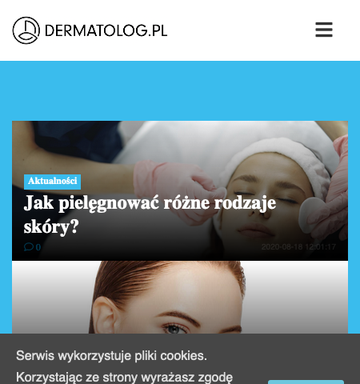 DERMATOLOG.PL
Aktualności
Jak pielęgnować różne rodzaje
skóry?
0
2020-08-18 12:01:17
Serwis wykorzystuje pliki cookies.
Korzystając ze strony wyrażasz zgodę